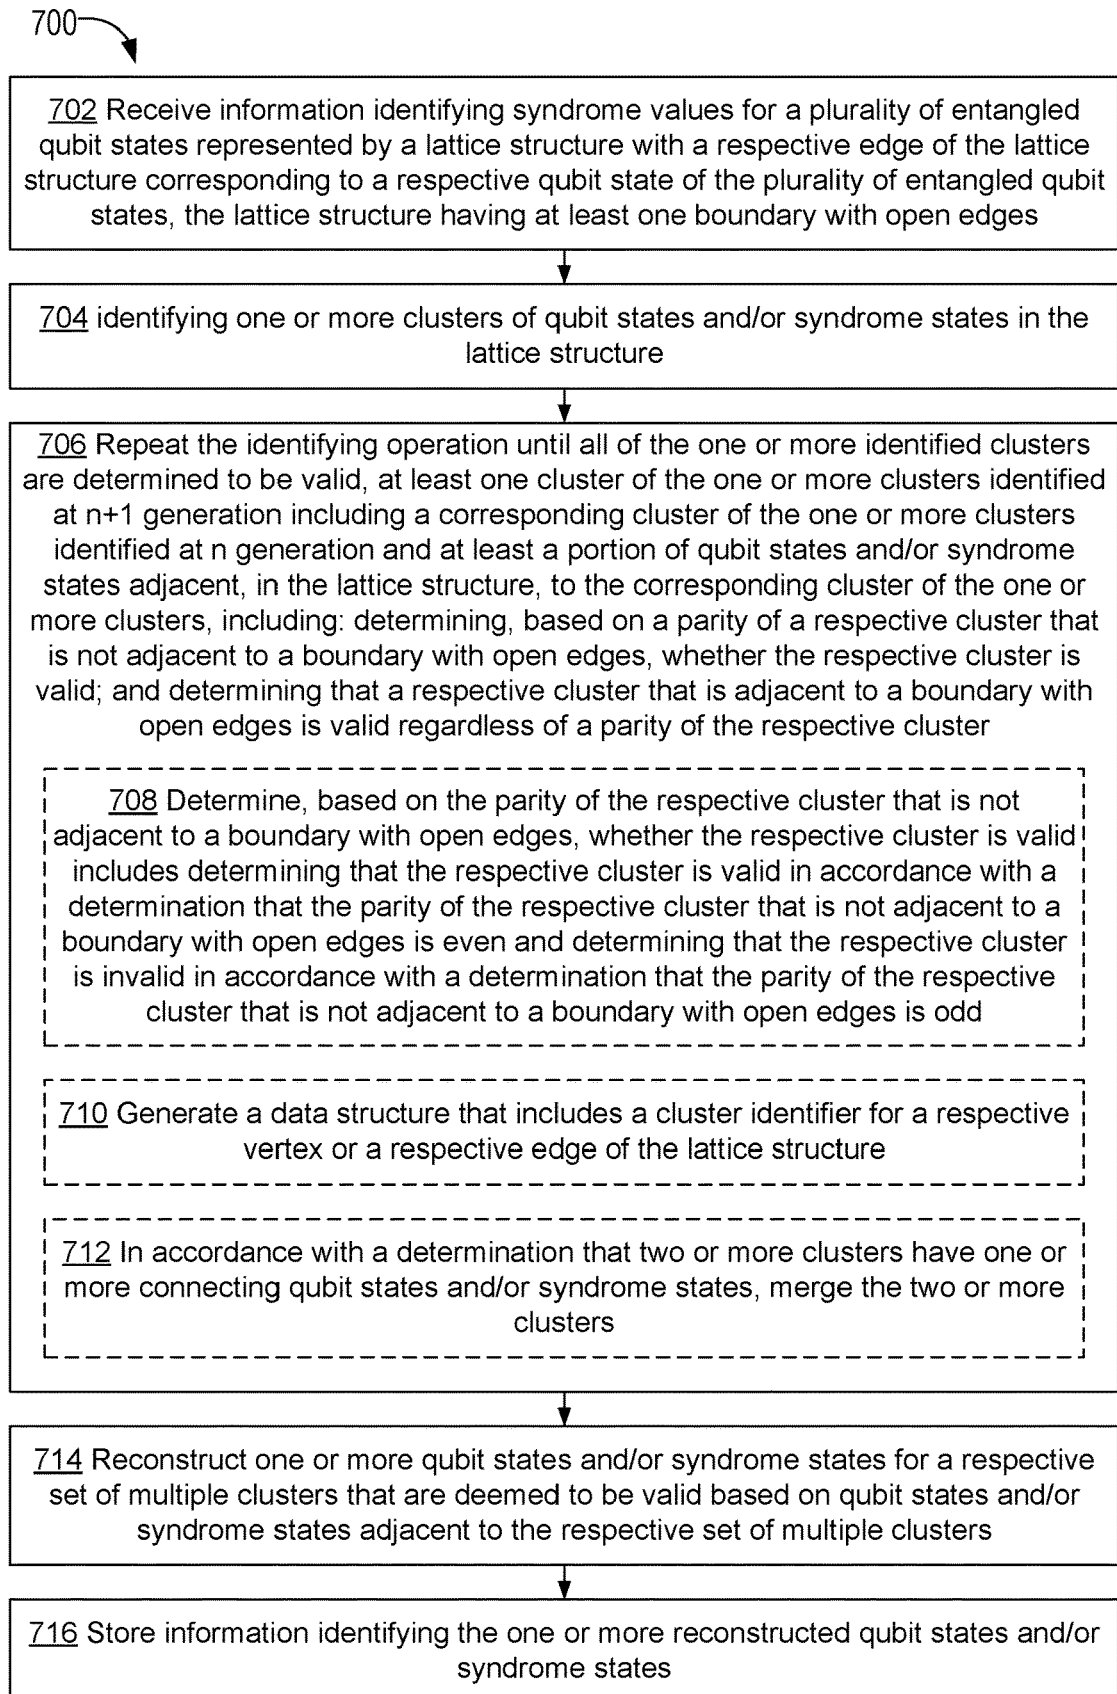 700
702 Receive information identifying syndrome values for a plurality of entangled
qubit states represented by a lattice structure with a respective edge of the lattice
structure corresponding to a respective qubit state of the plurality of entangled qubit
states, the lattice structure having at least one boundary with open edges
704 identifying one or more clusters of qubit states and/or syndrome states in the
lattice structure
706 Repeat the identifying operation until all of the one or more identified clusters
are determined to be valid, at least one cluster of the one or more clusters identified
at n+1 generation including a corresponding cluster of the one or more clusters
identified at n generation and at least a portion of qubit states and/or syndrome
states adjacent, in the lattice structure, to the corresponding cluster of the one or
more clusters, including: determining, based on a parity of a respective cluster that
is not adjacent to a boundary with open edges, whether the respective cluster is
valid; and determining that a respective cluster that is adjacent to a boundary with
open edges is valid regardless of a parity of the respective cluster
708 Determine, based on the parity of the respective cluster that is not
adjacent to a boundary with open edges, whether the respective cluster is valid
includes determining that the respective cluster is valid in accordance with a
determination that the parity of the respective cluster that is not adjacent to a
boundary with open edges is even and determining that the respective cluster
is invalid in accordance with a determination that the parity of the respective
cluster that is not adjacent to a boundary with open edges is odd
710 Generate a data structure that includes a cluster identifier for a respective
vertex or a respective edge of the lattice structure
712 In accordance with a determination that two or more clusters have one or
more connecting qubit states and/or syndrome states, merge the two or more
clusters
714 Reconstruct one or more qubit states and/or syndrome states for a respective
set of multiple clusters that are deemed to be valid based on qubit states and/or
syndrome states adjacent to the respective set of multiple clusters
716 Store information identifying the one or more reconstructed qubit states and/or
syndrome states